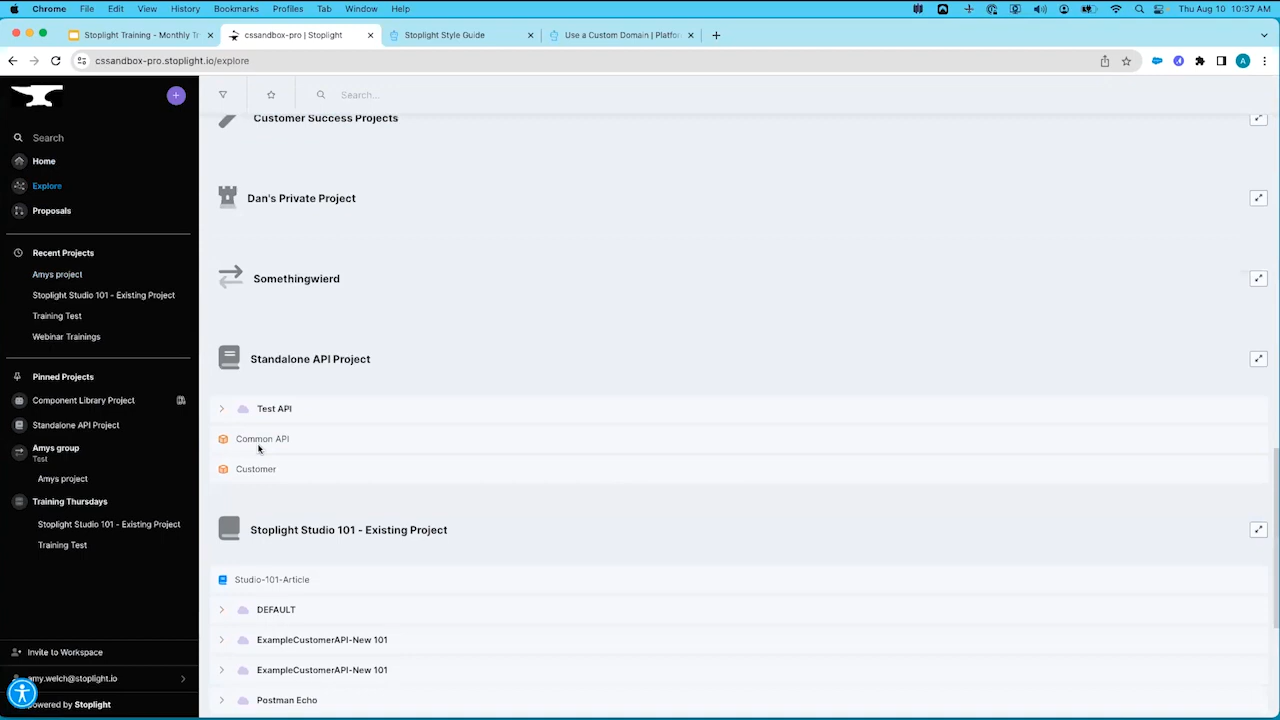 Chrome File Edit View History Bookmarks Profiles Tab Window Help Thu Aug 10 10:37 AM
Stoplight Training - Monthly Tr cssandbox-pro | Stoplight Stoplight Style Guide Use a Custom Domain | Platfor
cssandbox-pro.stoplight.io/explore
Search
Home
Explore
Proposals
Recent Projects
Amys project
Stoplight Studio 101 - Existing Project
Training Test
Webinar Trainings
Pinned Projects
Component Library Project
Standalone API Project
Amys group
Test
Amys project
Training Thursdays
Stoplight Studio 101 - Existing Project
Training Test
Invite to Workspace
amy.welch@stoplight.io
powered by Stoplight
Search...
Customer Success Projects
Dan's Private Project
Somethingwierd
Standalone API Project
Test API
Common API
Customer
Stoplight Studio 101 - Existing Project
Studio-101-Article
DEFAULT
ExampleCustomerAPI-New 101
ExampleCustomerAPI-New 101
Postman Echo